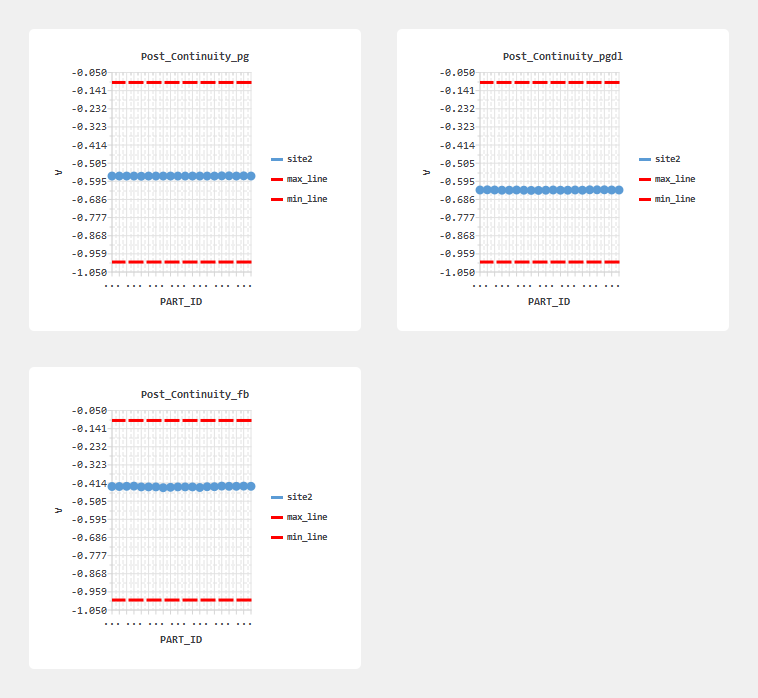 Post_Continuity_pg
-0.050
-0.141
-0.232
-0.323
-0.414
-0.505
-0.595
-0.686
-0.777
-0.868
-0.959
-1.050
V
... ... ... ... ... ... ...
PART_ID
site2
max_line
min_line
Post_Continuity_pgdl
-0.050
-0.141
-0.232
-0.323
-0.414
-0.505
-0.595
-0.686
-0.777
-0.868
-0.959
-1.050
V
... ... ... ... ... ... ...
PART_ID
site2
max_line
min_line
Post_Continuity_fb
-0.050
-0.141
-0.232
-0.323
-0.414
-0.505
-0.595
-0.686
-0.777
-0.868
-0.959
-1.050
V
... ... ... ... ... ... ...
PART_ID
site2
max_line
min_line